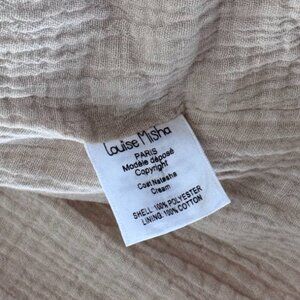 Louise Misha
PARIS
Modèle déposé
Copyright
Coat Natasha
Cream
SHELL: 100% POLYESTER
LINING: 100% COTTON